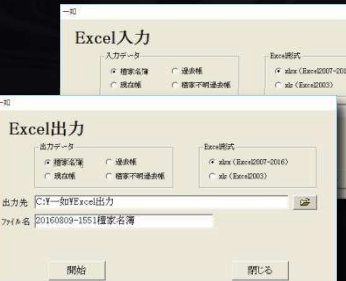 一如
Excel入力
入力データ
檀家名簿 過去帳
現在帳 檀家不明過去帳
Excel形式
xlsx (Excel2007-201
xls (Excel2003)
一如
Excel出力
出力データ
檀家名簿 過去帳
現在帳 檀家不明過去帳
Excel形式
xlsx (Excel2007-2016)
xls (Excel2003)
出力先 C:¥一如¥Excel出力
ファイル名 20160809-1551檀家名簿
開始 閉じる